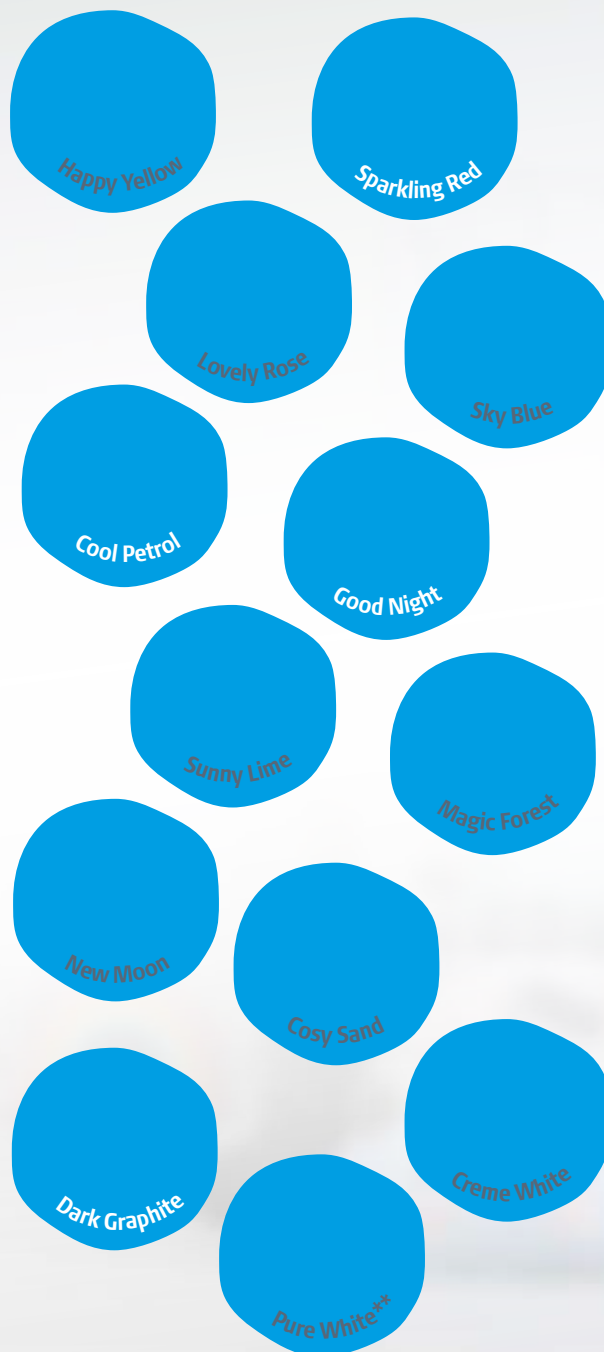 Happy Yellow
Sparkling Red
Lovely Rose
Sky Blue
Cool Petrol
Good Night
Sunny Lime
Magic Forest
New Moon
Cosy Sand
Creme White
Dark Graphite
Pure White**